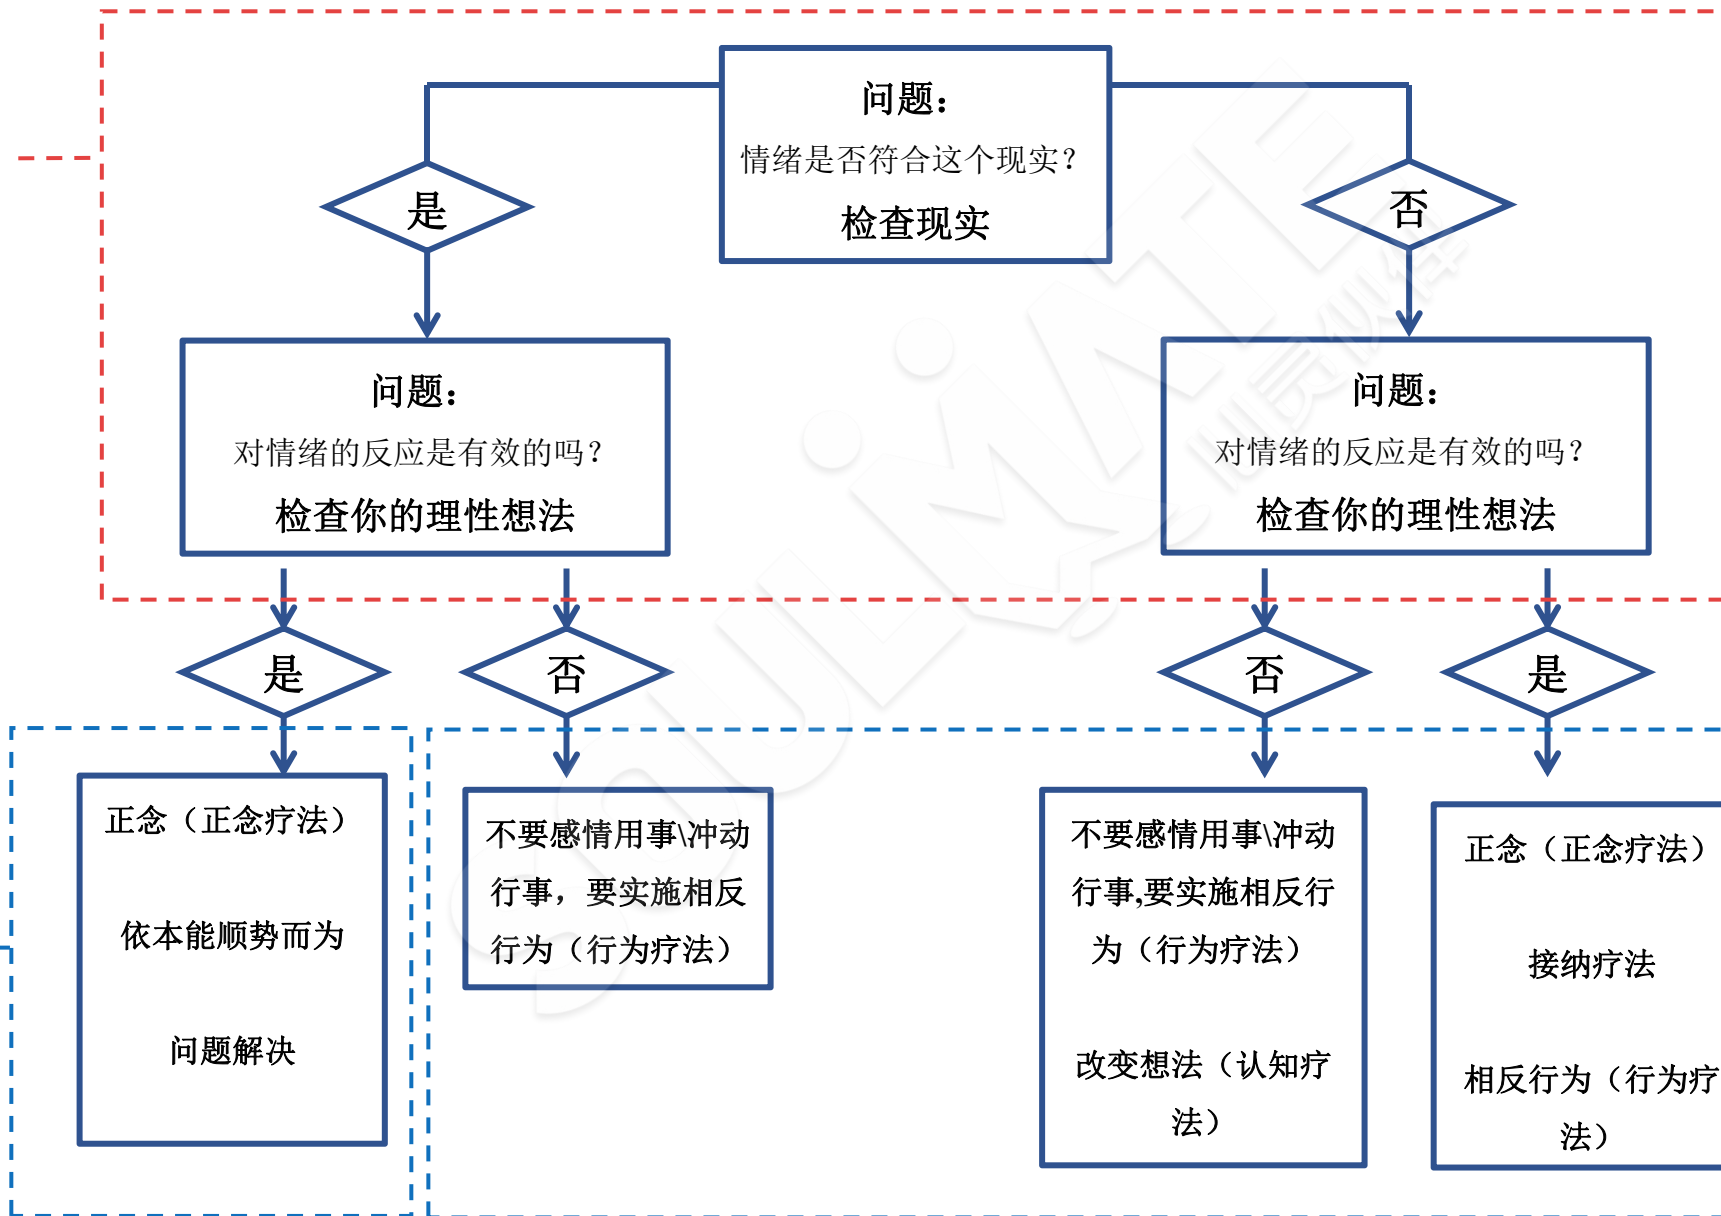 问题：
情绪是否符合这个现实？
检查现实
是
否
问题：
对情绪的反应是有效的吗？
检查你的理性想法
问题：
对情绪的反应是有效的吗？
检查你的理性想法
是
否
否
是
正念（正念疗法）
依本能顺势而为
问题解决
不要感情用事\冲动
行事，要实施相反
行为（行为疗法）
不要感情用事\冲动
行事,要实施相反行
为（行为疗法）
改变想法（认知疗
法）
正念（正念疗法）
接纳疗法
相反行为（行为疗
法）
SOULMATE